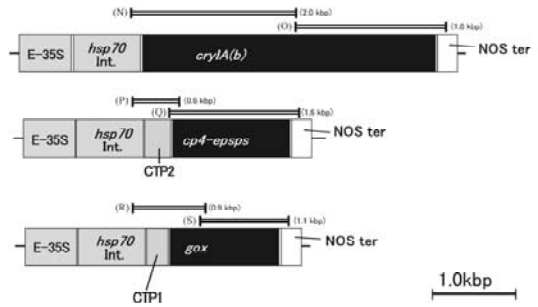 (N) (2.0 kbp)
(O) (1.8 kbp)
E-35S hsp70 Int. cryIA(b) NOS ter
(P) (0.6 kbp)
(Q) (1.6 kbp)
E-35S hsp70 Int. cp4-epsps NOS ter
CTP2
(R) (0.9 kbp)
(S) (1.1 kbp)
E-35S hsp70 Int. gox NOS ter
CTP1
1.0kbp